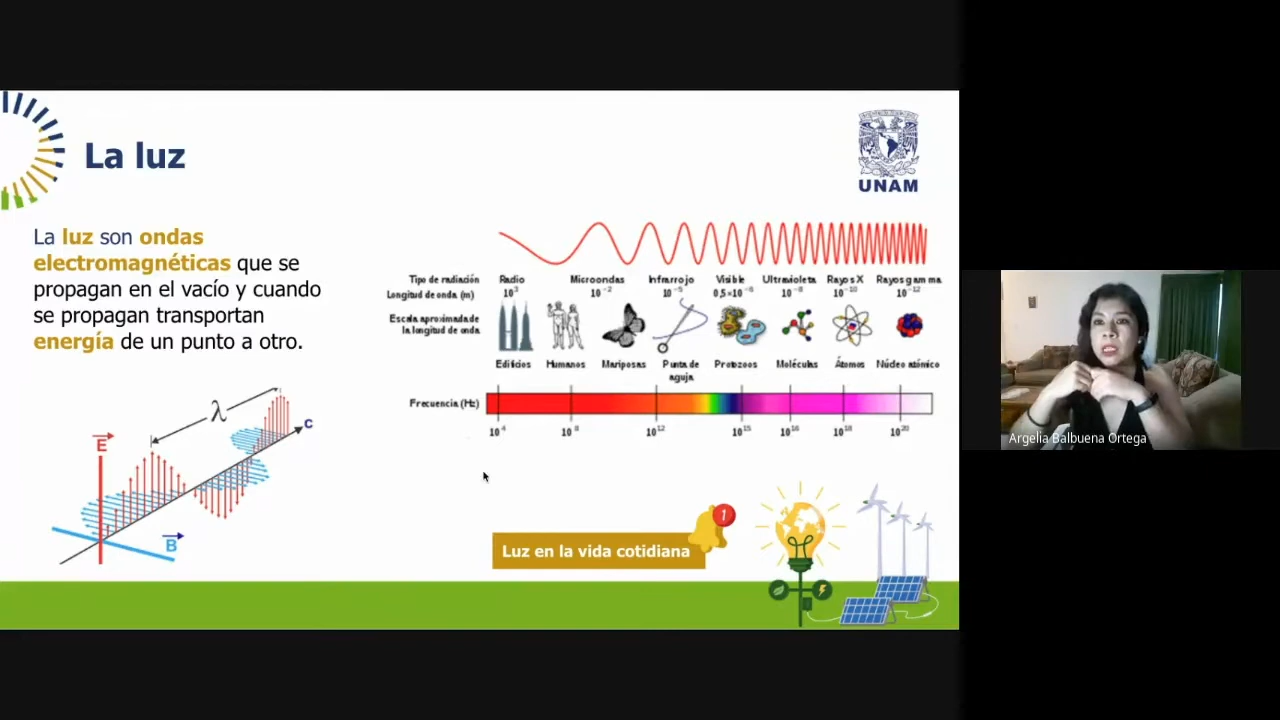 La luz
UNAM
La luz son ondas
electromagnéticas que se
propagan en el vacío y cuando
se propagan transportan
energía de un punto a otro.
λ
C
E
B
Tipo de radiación Radio Microondas Infrarrojo Visible Ultravioleta Rayos X Rayos gamma
Longitud de onda (m) 10³ 10⁻² 10⁻⁵ 0,5×10⁻⁶ 10⁻⁸ 10⁻¹⁰ 10⁻¹²
Escala aproximada de
la longitud de onda
Edificios Humanos Mariposas Punta de
aguja
Protozoos Moléculas Átomos Núcleo atómico
Frecuencia (Hz)
10⁴ 10⁸ 10¹² 10¹⁵ 10¹⁶ 10¹⁸ 10²⁰
1
Luz en la vida cotidiana
Argelia Balbuena Ortega